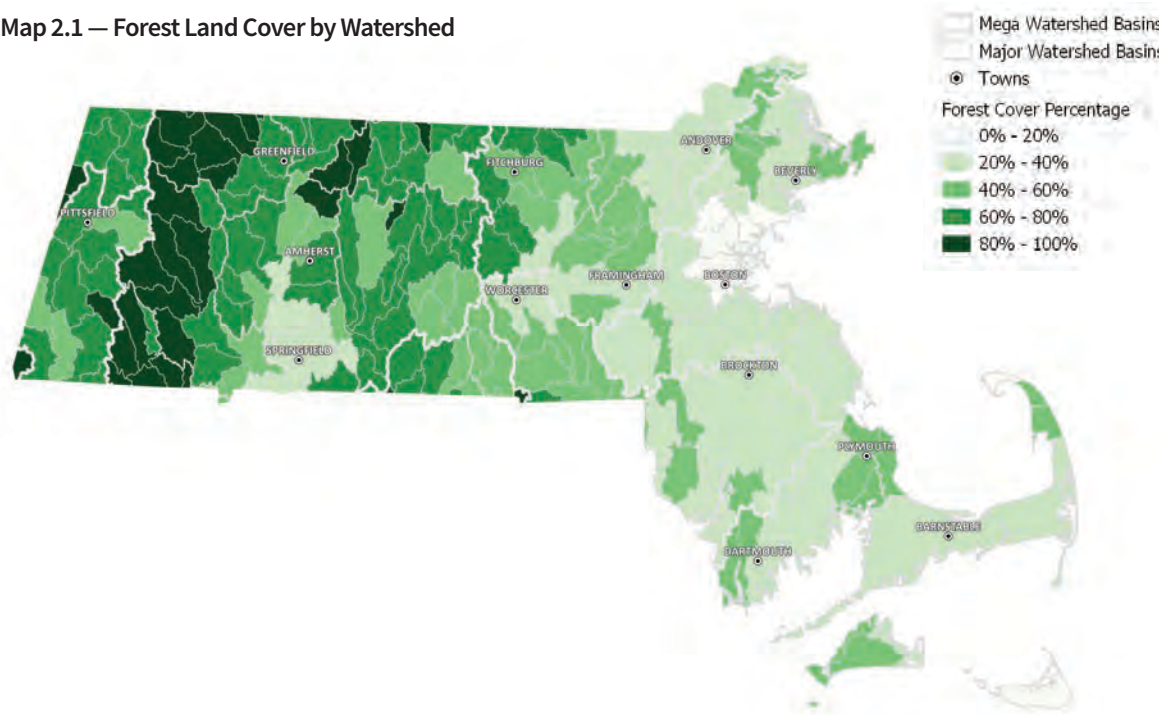 Map 2.1 — Forest Land Cover by Watershed
Mega Watershed Basins
Major Watershed Basins
Towns
Forest Cover Percentage
0% - 20%
20% - 40%
40% - 60%
60% - 80%
80% - 100%
ANDOVER
GREENFIELD
FITCHBURG
BEVERLY
PITTSFIELD
AMHERST
FRAMINGHAM
BOSTON
WORCESTER
SPRINGFIELD
BROCKTON
PLYMOUTH
BARNSTABLE
DARTMOUTH